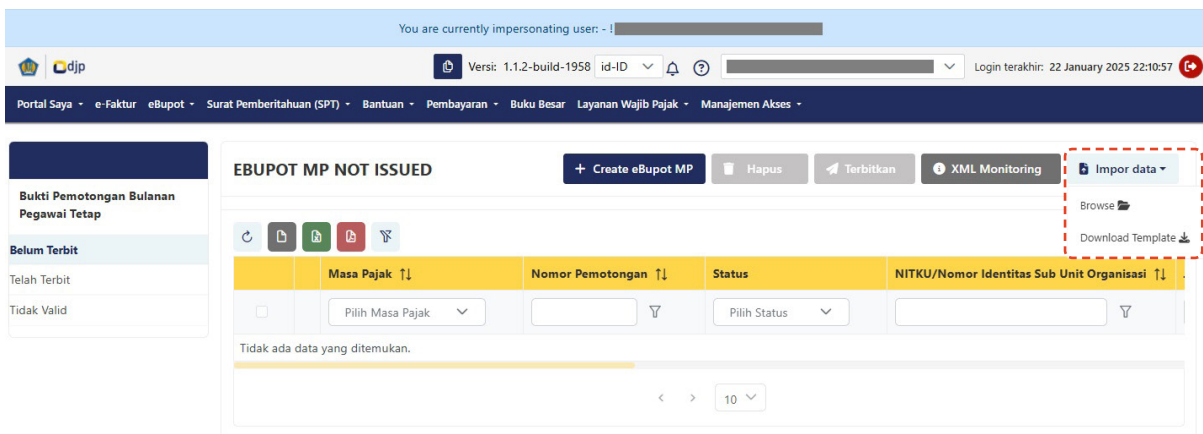 You are currently impersonating user: - !
djp
Versi: 1.1.2-build-1958 id-ID Login terakhir: 22 January 2025 22:10:57
Portal Saya e-Faktur eBupot Surat Pemberitahuan (SPT) Bantuan Pembayaran Buku Besar Layanan Wajib Pajak Manajemen Akses
EBUPOT MP NOT ISSUED + Create eBupot MP Hapus Terbitkan XML Monitoring Impor data
Browse
Download Template
Bukti Pemotongan Bulanan
Pegawai Tetap
Belum Terbit
Telah Terbit
Tidak Valid
Masa Pajak Nomor Pemotongan Status NITKU/Nomor Identitas Sub Unit Organisasi
Pilih Masa Pajak Pilih Status
Tidak ada data yang ditemukan.
< > 10